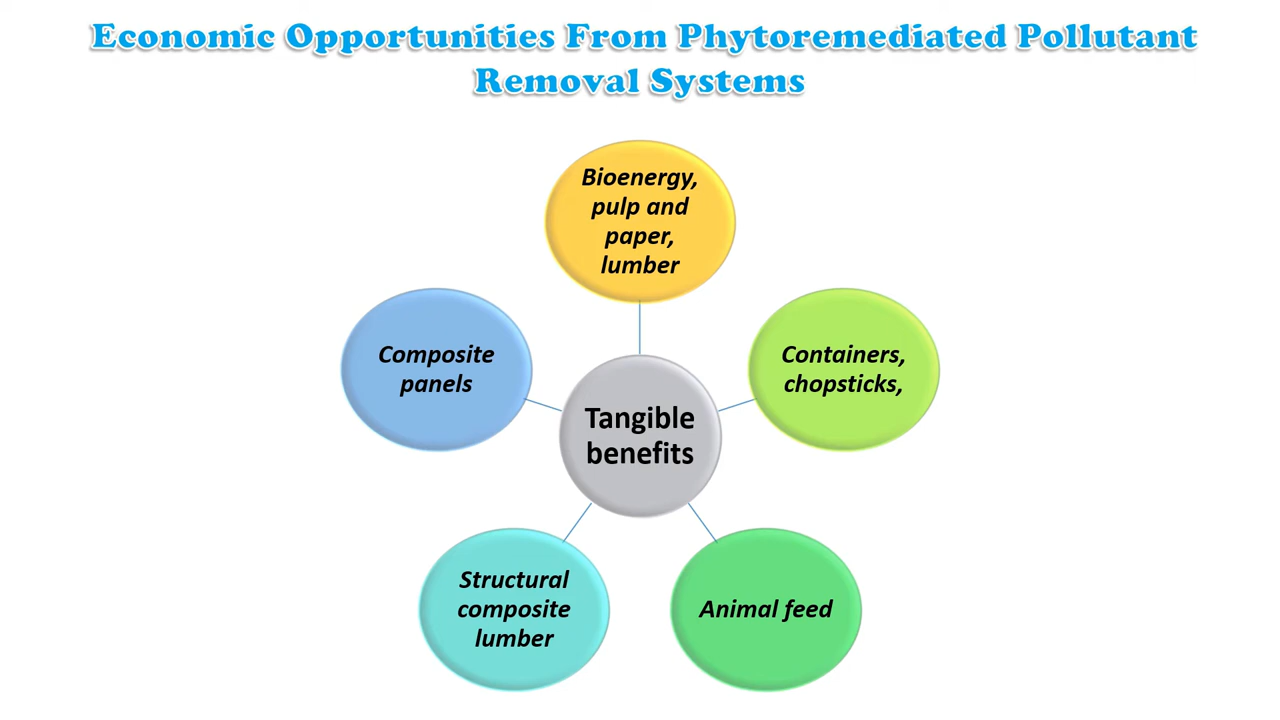 Economic Opportunities From Phytoremediated Pollutant
Removal Systems
Bioenergy,
pulp and
paper,
lumber
Composite
panels
Containers,
chopsticks,
Tangible
benefits
Structural
composite
lumber
Animal feed